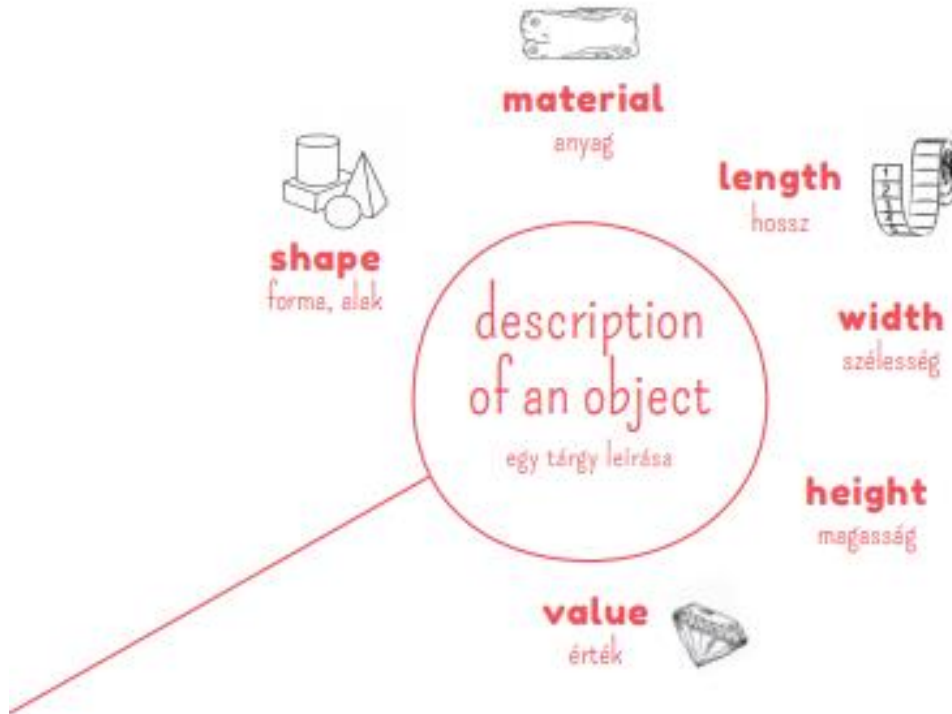 material
anyag
length
hossz
shape
forma, alak
width
szélesség
description
of an object
egy tárgy leírása
height
magasság
value
érték